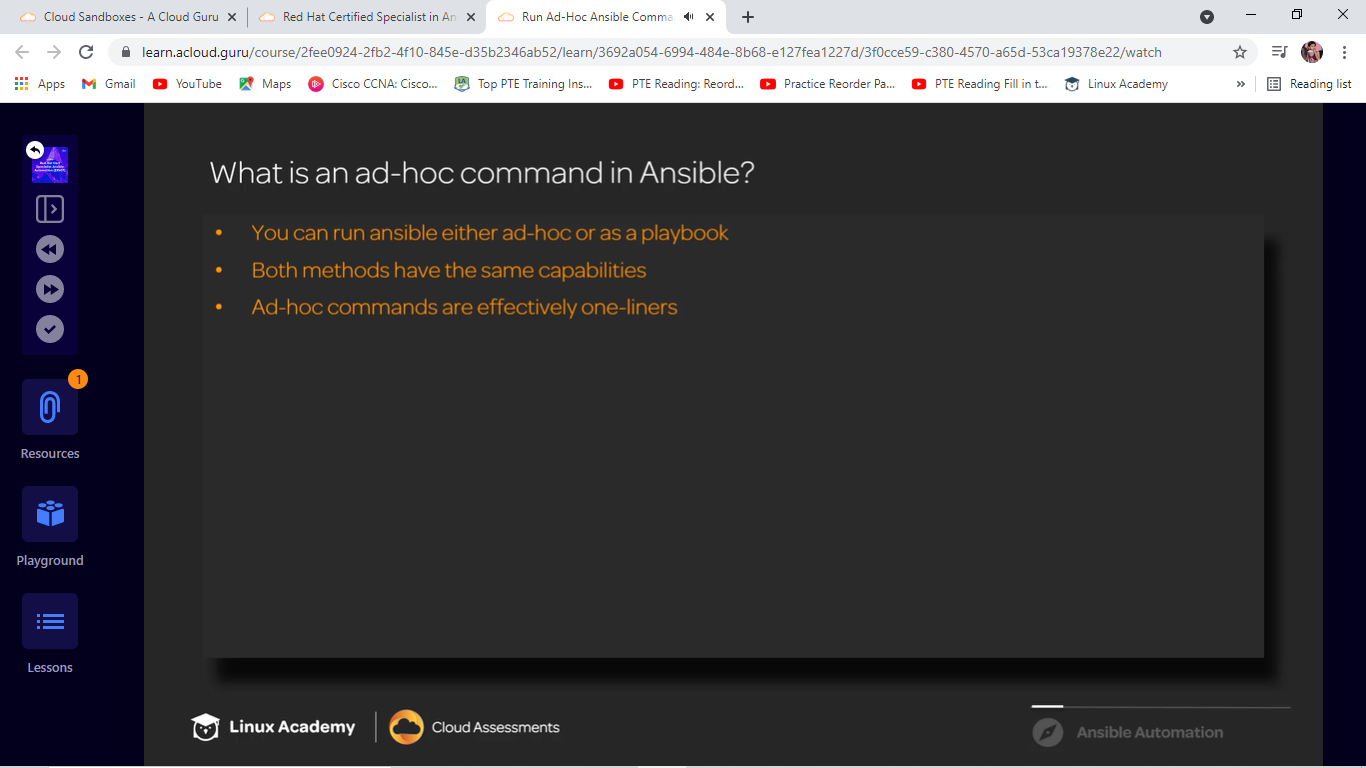 Cloud Sandboxes - A Cloud Guru
Red Hat Certified Specialist in An
Run Ad-Hoc Ansible Comma
learn.acloud.guru/course/2fee0924-2fb2-4f10-845e-d35b2346ab52/learn/3692a054-6994-484e-8b68-e127fea1227d/3f0cce59-c380-4570-a65d-53ca19378e22/watch
Apps
Gmail
YouTube
Maps
Cisco CCNA: Cisco...
Top PTE Training Ins...
PTE Reading: Reord...
Practice Reorder Pa...
PTE Reading Fill in t...
Linux Academy
»
Reading list
What is an ad-hoc command in Ansible?
• You can run ansible either ad-hoc or as a playbook
• Both methods have the same capabilities
• Ad-hoc commands are effectively one-liners
1
Resources
Playground
Lessons
Linux Academy
Cloud Assessments
Ansible Automation